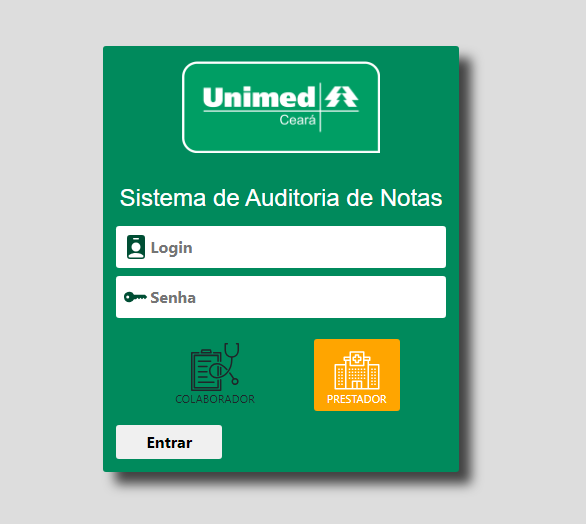 Unimed
Ceará
Sistema de Auditoria de Notas
Login
Senha
COLABORADOR
PRESTADOR
Entrar